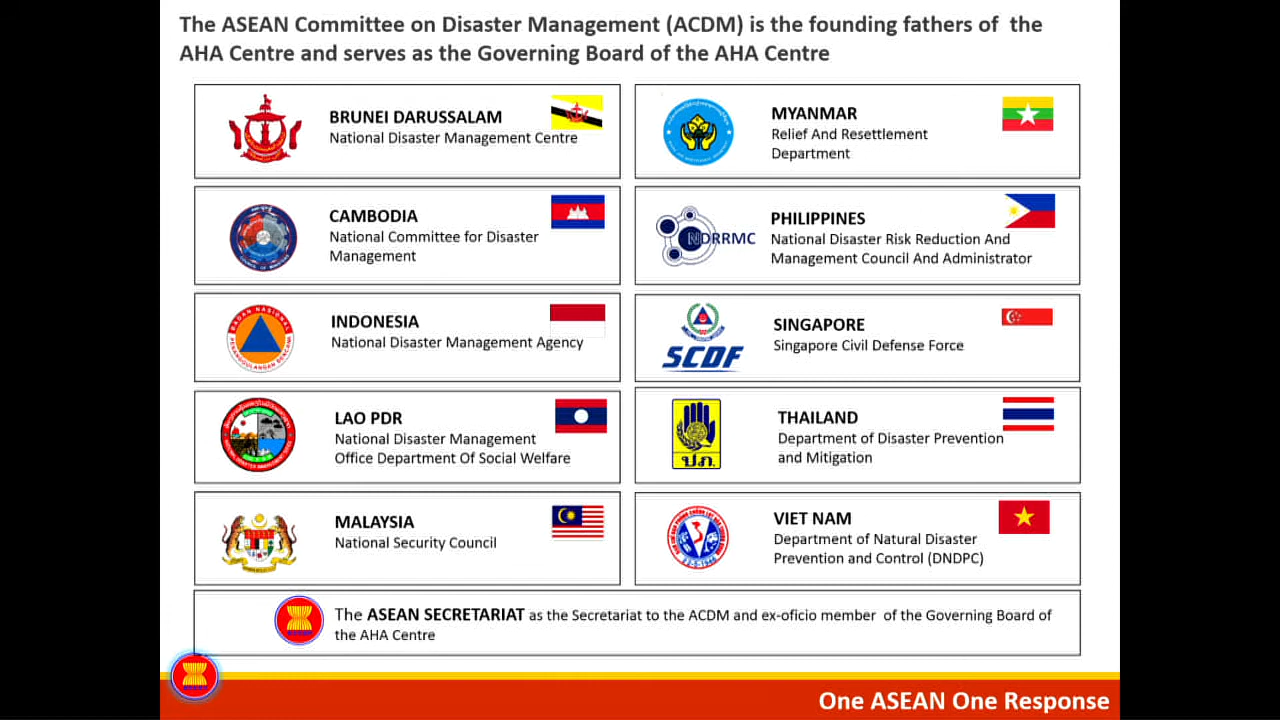 The ASEAN Committee on Disaster Management (ACDM) is the founding fathers of the
AHA Centre and serves as the Governing Board of the AHA Centre
BRUNEI DARUSSALAM
National Disaster Management Centre
MYANMAR
Relief And Resettlement
Department
CAMBODIA
National Committee for Disaster
Management
NDRRMC
PHILIPPINES
National Disaster Risk Reduction And
Management Council And Administrator
BADAN NASIONAL
PENANGGULANGAN BENCANA
INDONESIA
National Disaster Management Agency
SCDF
SINGAPORE
Singapore Civil Defense Force
LAO PDR
National Disaster Management
Office Department Of Social Welfare
ปภ.
THAILAND
Department of Disaster Prevention
and Mitigation
MALAYSIA
National Security Council
VIET NAM
Department of Natural Disaster
Prevention and Control (DNDPC)
The ASEAN SECRETARIAT as the Secretariat to the ACDM and ex-oficio member of the Governing Board of
the AHA Centre
One ASEAN One Response